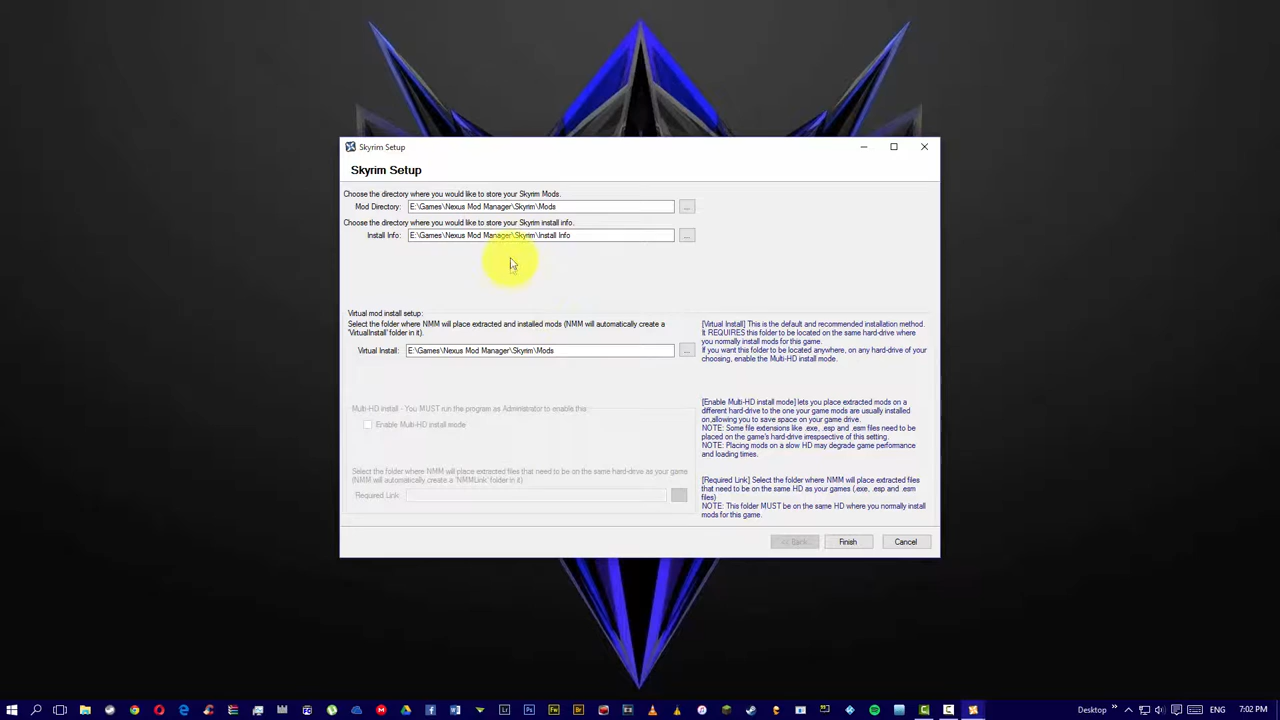 Skyrim Setup
Skyrim Setup
Choose the directory where you would like to store your Skyrim Mods.
Mod Directory: E:\Games\Nexus Mod Manager\Skyrim\Mods ...
Choose the directory where you would like to store your Skyrim install info.
Install Info: E:\Games\Nexus Mod Manager\Skyrim\Install Info ...
Virtual mod install setup:
Select the folder where NMM will place extracted and installed mods (NMM will automatically create a
'VirtualInstall' folder in it).
Virtual Install: E:\Games\Nexus Mod Manager\Skyrim\Mods ...
[Virtual Install] This is the default and recommended installation method.
It REQUIRES this folder to be located on the same hard-drive where
you normally install mods for this game.
If you want this folder to be located anywhere, on any hard-drive of your
choosing, enable the Multi-HD install mode.
Multi-HD install - You MUST run the program as Administrator to enable this
Enable Multi-HD install mode
[Enable Multi-HD install mode] lets you place extracted mods on a
different hard-drive to the one your game mods are usually installed
on,allowing you to save space on your game drive.
NOTE: Some file extensions like .exe, .esp and .esm files need to be
placed on the game's hard-drive irrespsective of this setting.
NOTE: Placing mods on a slow HD may degrade game performance
and loading times.
Select the folder where NMM will place extracted files that need to be on the same hard-drive as your game
(NMM will automatically create a 'NMMLink' folder in it)
Required Link:
[Required Link] Select the folder where NMM will place extracted files
that need to be on the same HD as your games (.exe, .esp and .esm
files)
NOTE: This folder MUST be on the same HD where you normally install
mods for this game.
<< Back Finish Cancel
Desktop ENG 7:02 PM